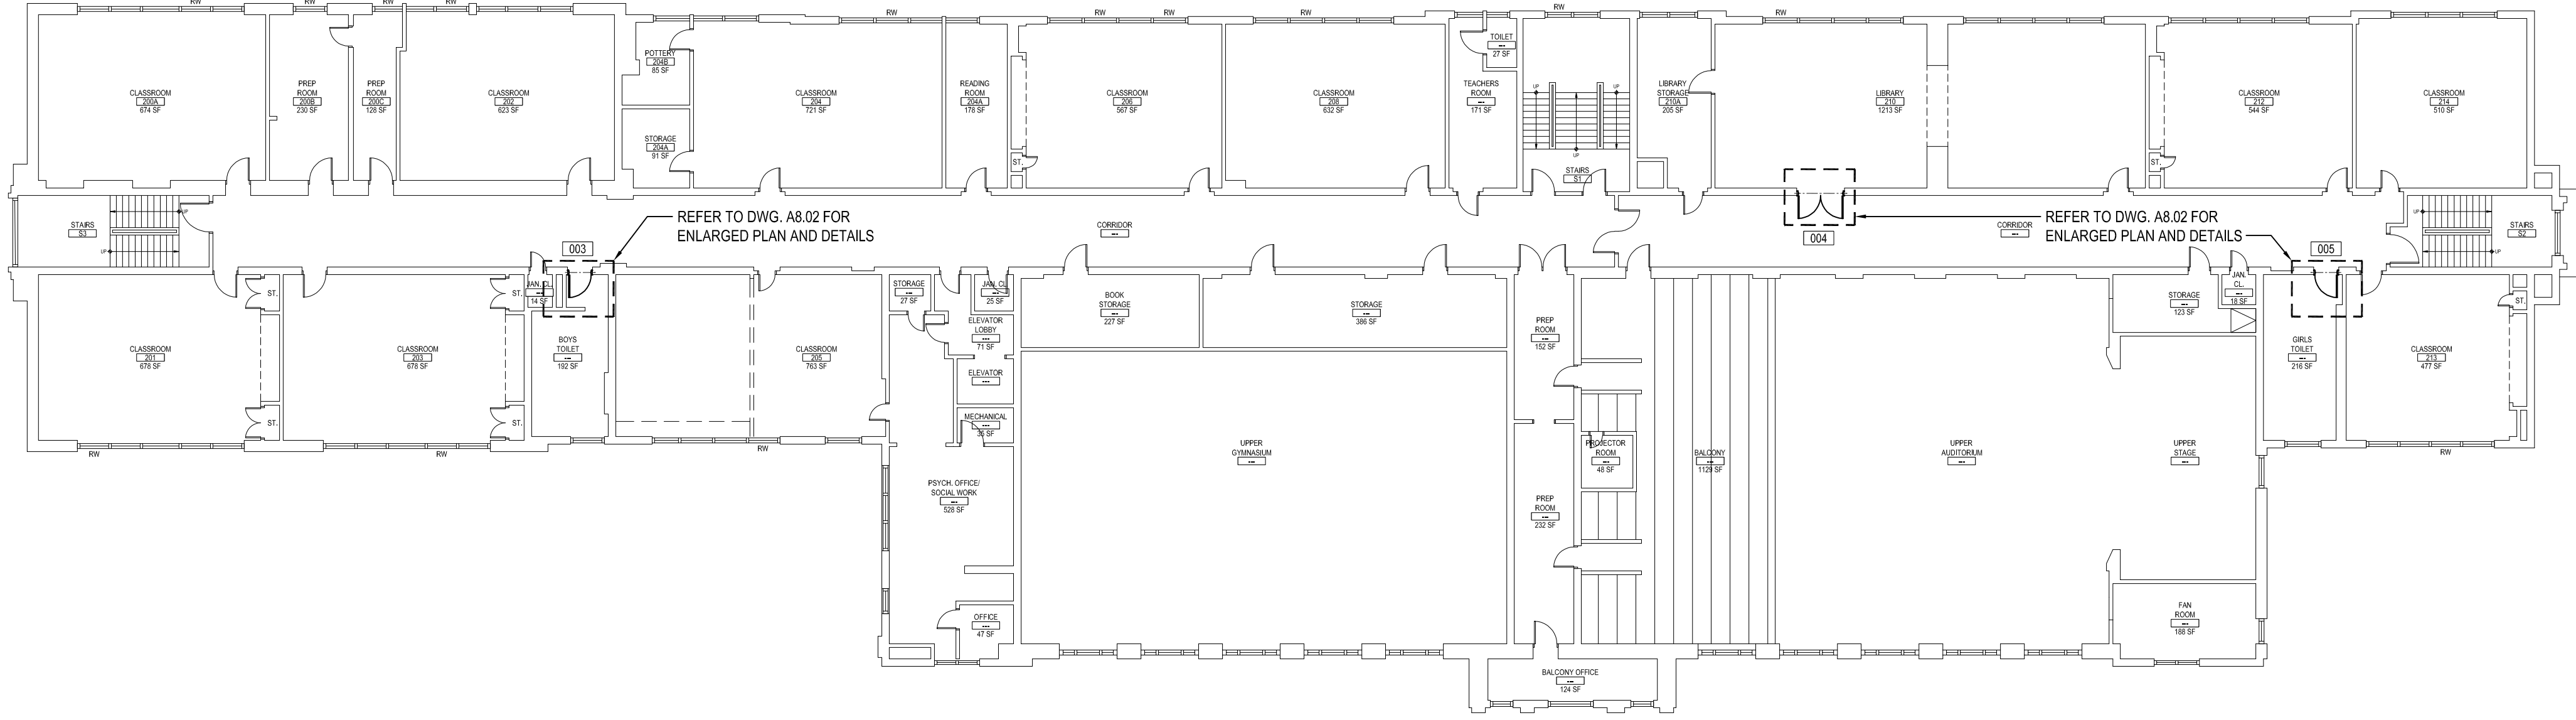 RW
RW
RW
RW
RW
RW
RW
RW
RW
RW
RW
CLASSROOM
200A
674 SF
PREP
ROOM
200B
230 SF
PREP
ROOM
200C
128 SF
CLASSROOM
202
623 SF
POTTERY
204B
85 SF
STORAGE
204A
91 SF
CLASSROOM
204
721 SF
READING
ROOM
204A
178 SF
ST.
CLASSROOM
206
567 SF
CLASSROOM
208
632 SF
TOILET
---
27 SF
TEACHERS
ROOM
---
171 SF
UP
UP
UP
STAIRS
S1
LIBRARY
STORAGE
210A
205 SF
LIBRARY
210
1213 SF
ST.
CLASSROOM
212
544 SF
CLASSROOM
214
510 SF
STAIRS
S3
UP
UP
003
REFER TO DWG. A8.02 FOR
ENLARGED PLAN AND DETAILS
CORRIDOR
---
004
CORRIDOR
---
REFER TO DWG. A8.02 FOR
ENLARGED PLAN AND DETAILS
005
UP
UP
STAIRS
S2
CLASSROOM
201
678 SF
ST.
ST.
CLASSROOM
203
678 SF
ST.
ST.
JAN. CL.
---
14 SF
BOYS
TOILET
---
192 SF
CLASSROOM
205
763 SF
STORAGE
---
27 SF
JAN. CL.
---
25 SF
ELEVATOR
LOBBY
---
71 SF
ELEVATOR
---
MECHANICAL
---
35 SF
PSYCH. OFFICE/
SOCIAL WORK
---
528 SF
OFFICE
---
47 SF
BOOK
STORAGE
---
227 SF
STORAGE
---
386 SF
UPPER
GYMNASIUM
---
PREP
ROOM
---
152 SF
PREP
ROOM
---
232 SF
PROJECTOR
ROOM
---
48 SF
BALCONY
---
1129 SF
BALCONY OFFICE
---
124 SF
UPPER
AUDITORIUM
---
UPPER
STAGE
---
STORAGE
---
123 SF
JAN.
CL.
---
18 SF
FAN
ROOM
---
188 SF
GIRLS
TOILET
---
216 SF
CLASSROOM
213
477 SF
ST.
RW
RW
RW
RW